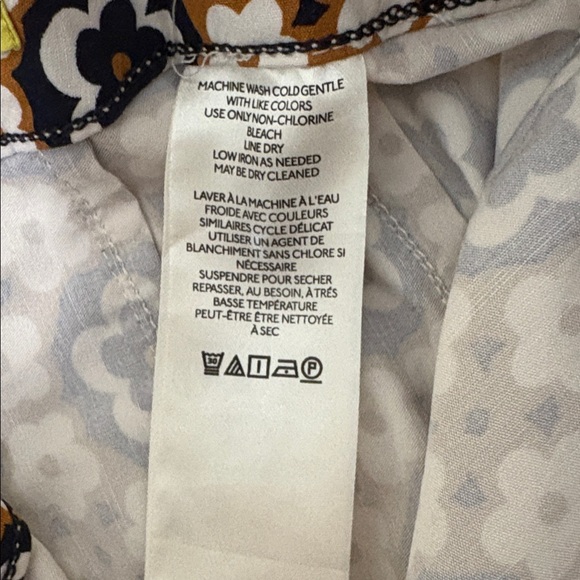 MACHINE WASH COLD GENTLE
WITH LIKE COLORS
USE ONLY NON-CHLORINE
BLEACH
LINE DRY
LOW IRON AS NEEDED
MAY BE DRY CLEANED
LAVER À LA MACHINE À L'EAU
FROIDE AVEC COULEURS
SIMILAIRES CYCLE DÉLICAT
UTILISER UN AGENT DE
BLANCHIMENT SANS CHLORE SI
NÉCESSAIRE
SUSPENDRE POUR SECHER
REPASSER, AU BESOIN, À TRÉS
BASSE TEMPÉRATURE
PEUT-ÊTRE ÊTRE NETTOYÉE
À SEC
30 P